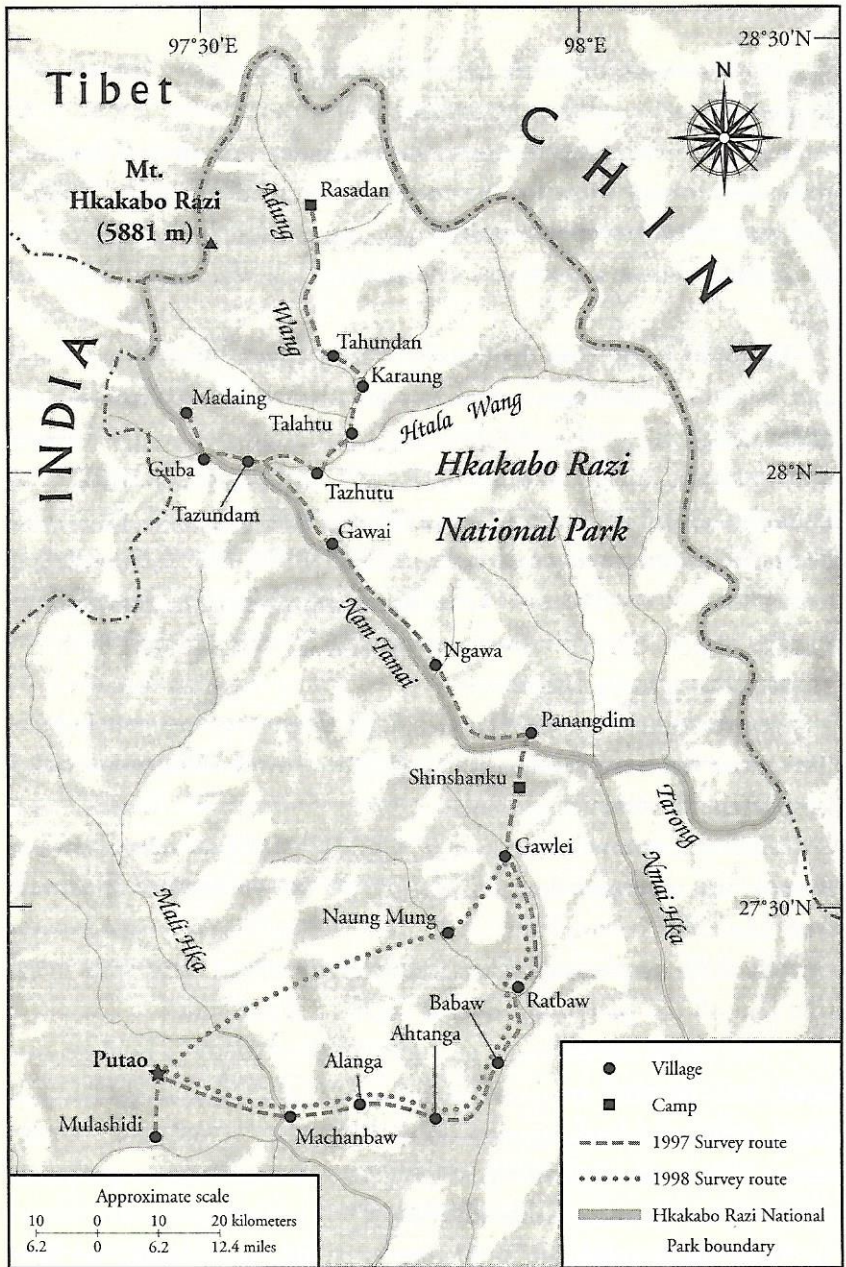 97°30'E
98°E
28°30'N
Tibet
CHINA
N
Mt.
Hkakabo Razi
(5881 m)
Adung
Wang
Rasadan
Tahundan
Karaung
INDIA
Madaing
Talahtu
Htala Wang
Guba
Tazundam
Tazhutu
Hkakabo Razi
National Park
28°N
Gawai
Nam Tamai
Ngawa
Panangdim
Shinshanku
Tarong
Gawlei
Nmai Hka
Mali Hka
Naung Mung
27°30'N
Babaw
Ratbaw
Ahtanga
Putao
Alanga
Mulashidi
Machanbaw
Village
Camp
1997 Survey route
1998 Survey route
Hkakabo Razi National
Park boundary
Approximate scale
10 0 10 20 kilometers
6.2 0 6.2 12.4 miles